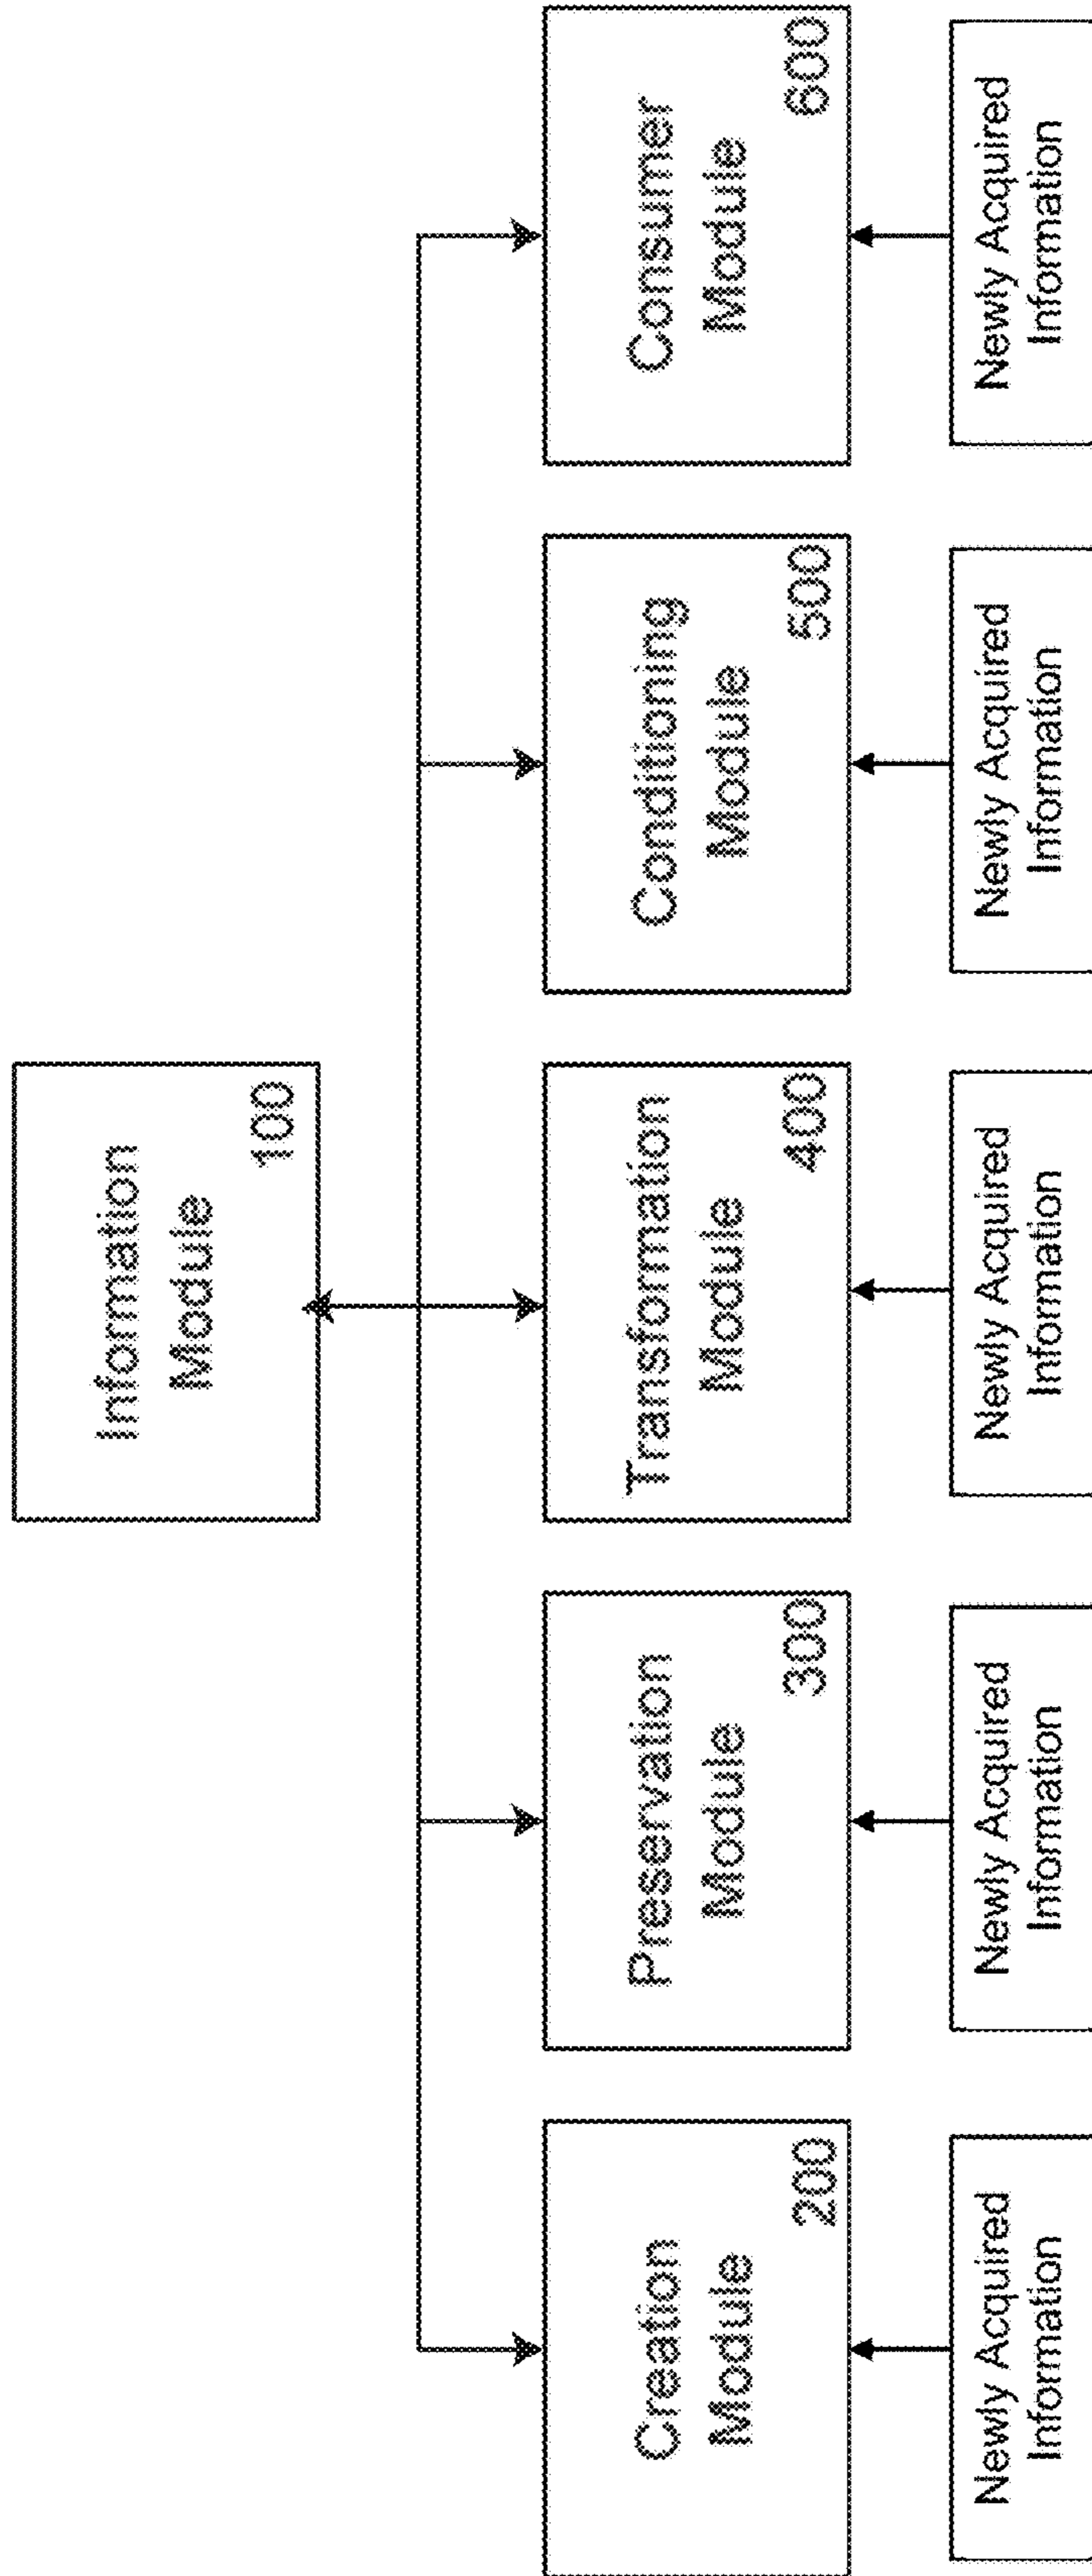 Information
Module
100
Creation
Module
200
Preservation
Module
300
Transformation
Module
400
Conditioning
Module
500
Consumer
Module
600
Newly Acquired
Information
Newly Acquired
Information
Newly Acquired
Information
Newly Acquired
Information
Newly Acquired
Information